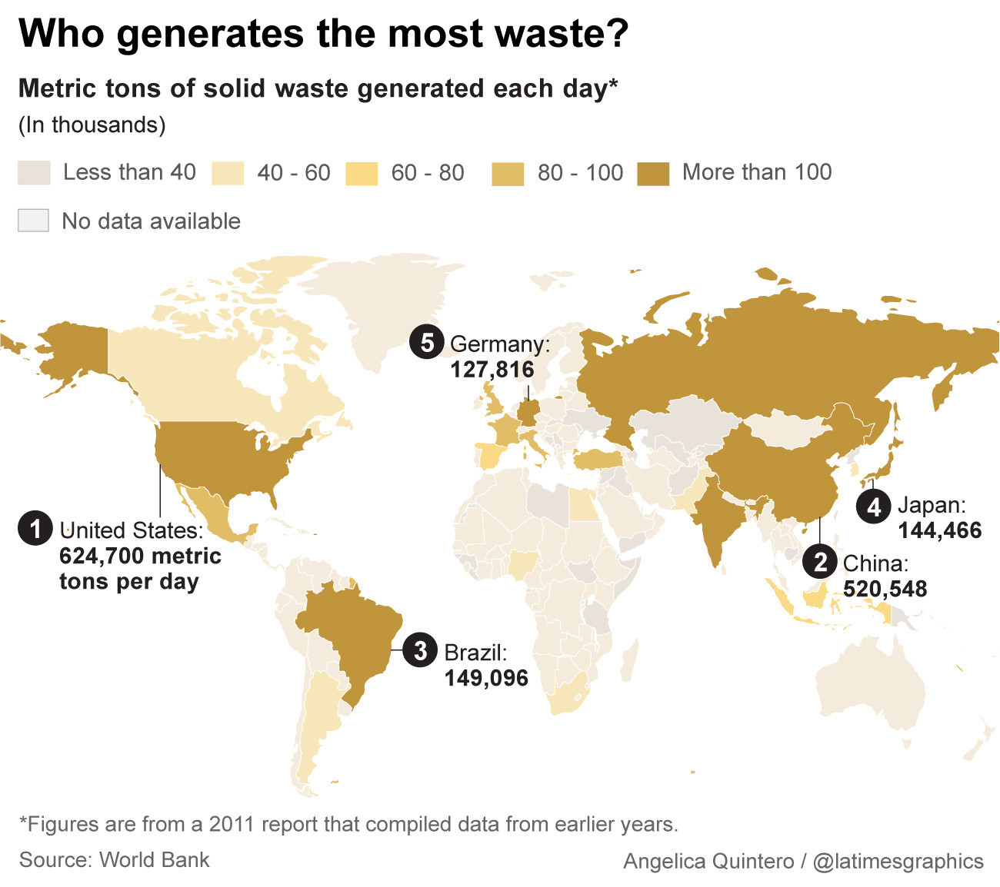 Who generates the most waste?
Metric tons of solid waste generated each day*
(In thousands)
Less than 40
40 - 60
60 - 80
80 - 100
More than 100
No data available
5 Germany:
127,816
1 United States:
624,700 metric
tons per day
4 Japan:
144,466
2 China:
520,548
3 Brazil:
149,096
*Figures are from a 2011 report that compiled data from earlier years.
Source: World Bank
Angelica Quintero / @latimesgraphics